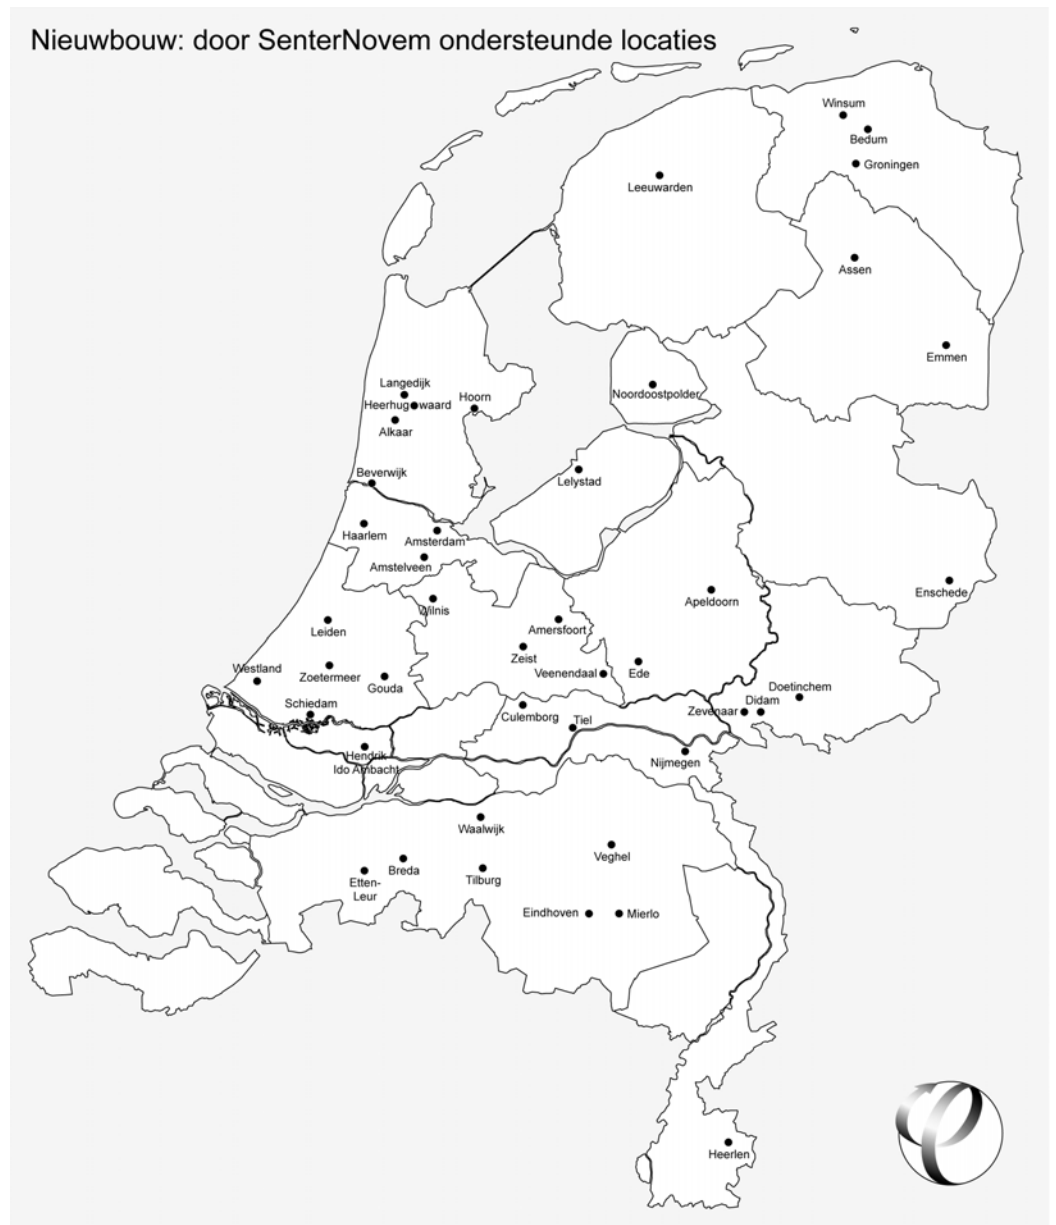 Nieuwbouw: door SenterNovem ondersteunde locaties
Winsum
Bedum
Groningen
Leeuwarden
Assen
Emmen
Langedijk
Heerhugowaard
Hoorn
Noordoostpolder
Alkaar
Beverwijk
Lelystad
Haarlem
Amsterdam
Amstelveen
Enschede
Apeldoorn
Wilnis
Leiden
Amersfoort
Zeist
Westland
Zoetermeer
Veenendaal
Ede
Gouda
Doetinchem
Schiedam
Didam
Zevenaar
Culemborg
Tiel
Hendrik
Ido Ambacht
Nijmegen
Waalwijk
Veghel
Breda
Etten-
Leur
Tilburg
Eindhoven
Mierlo
Heerlen